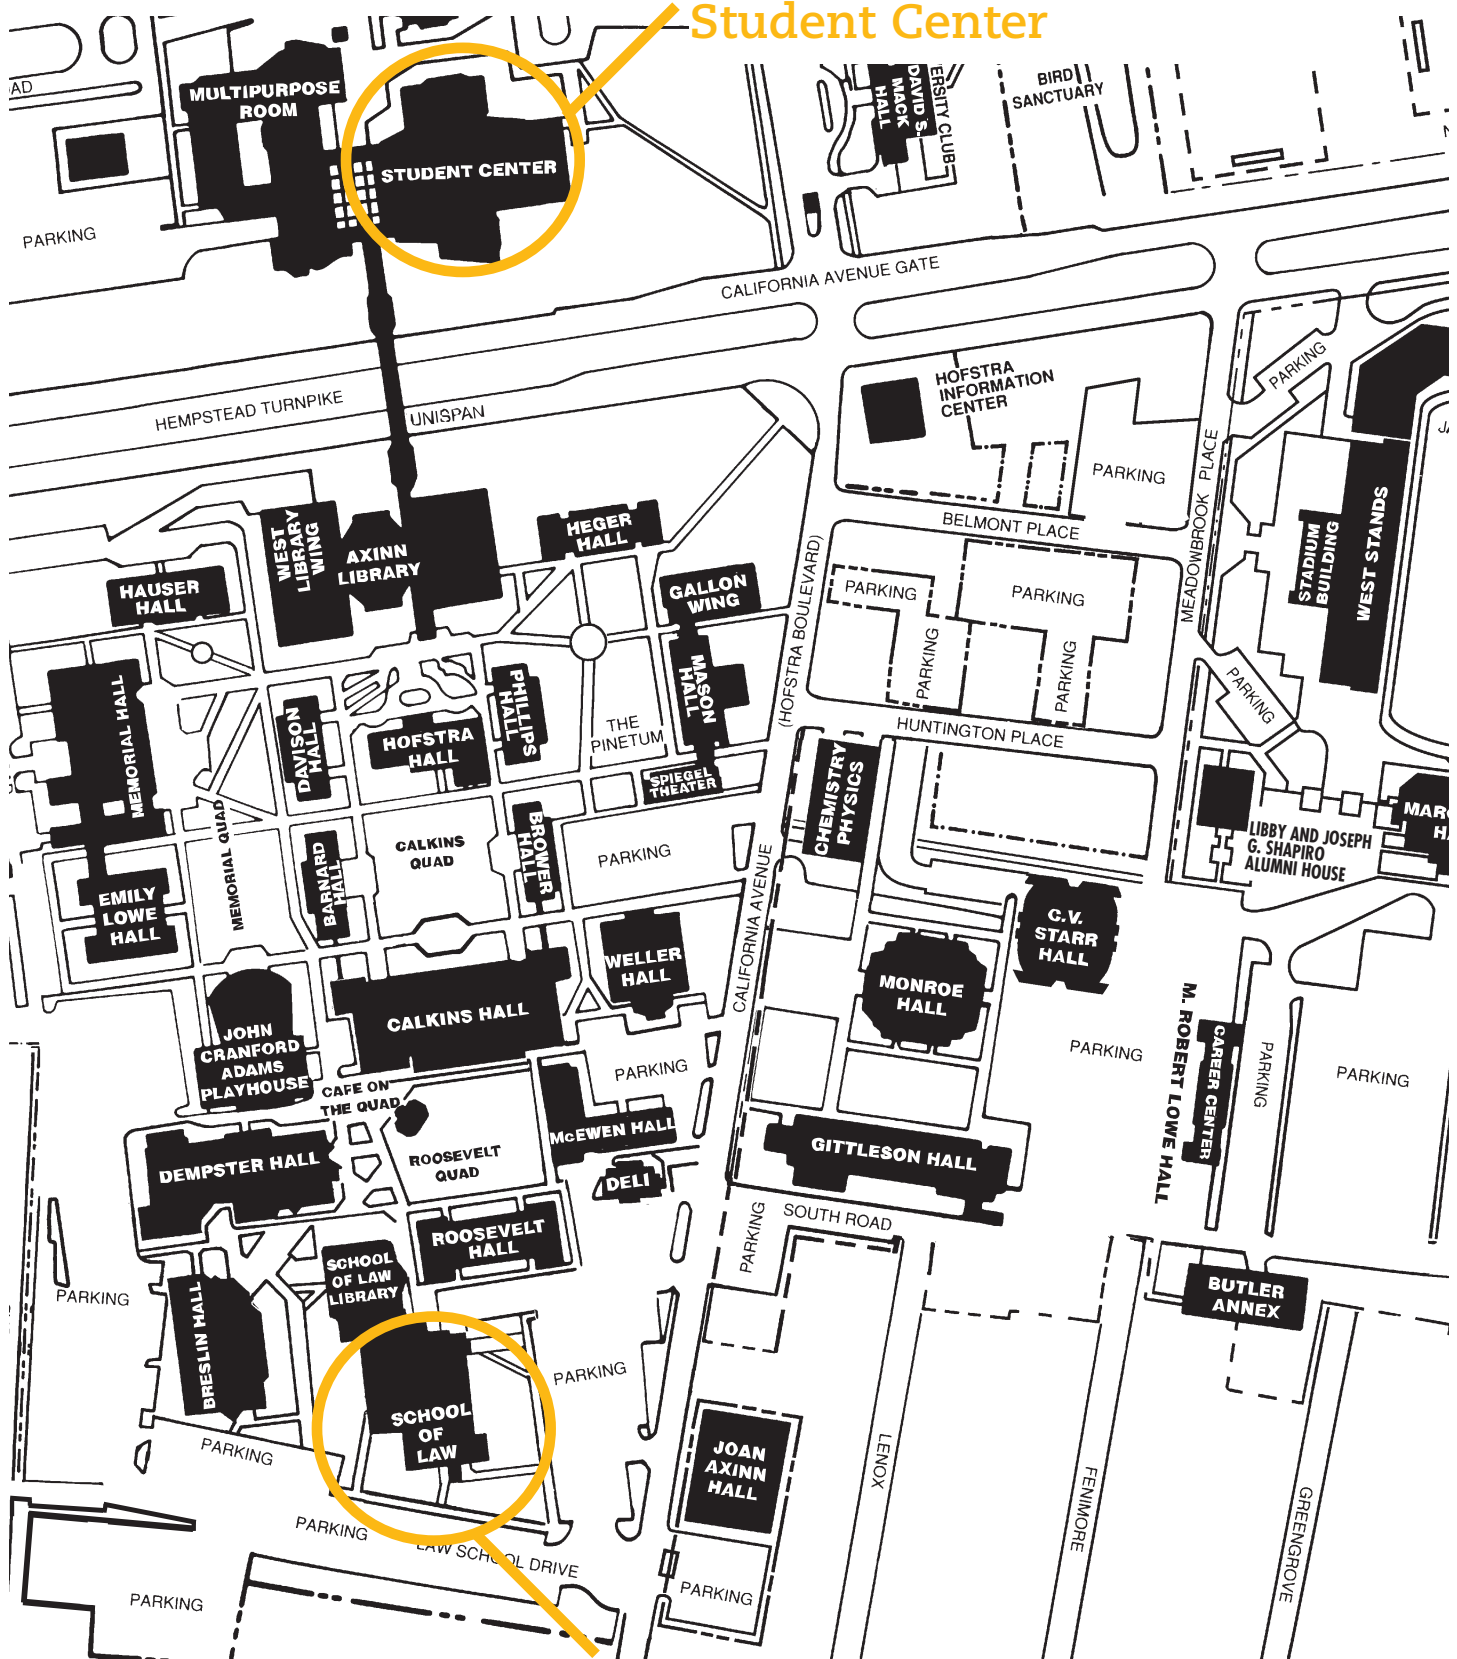 Student Center
MULTIPURPOSE
ROOM
STUDENT CENTER
DAVID S.
MACK
HALL
ERSITY CLUB
BIRD
SANCTUARY
PARKING
CALIFORNIA AVENUE GATE
HEMPSTEAD TURNPIKE
UNISPAN
HOFSTRA
INFORMATION
CENTER
PARKING
PARKING
MEADOWBROOK PLACE
BELMONT PLACE
STADIUM
BUILDING
WEST STANDS
WEST
LIBRARY
WING
AXINN
LIBRARY
HEGER
HALL
HAUSER
HALL
GALLON
WING
(HOFSTRA BOULEVARD)
PARKING
PARKING
PARKING
PARKING
PARKING
MEMORIAL HALL
DAVISON
HALL
HOFSTRA
HALL
PHILLIPS
HALL
THE
PINETUM
MASON
HALL
SPIEGEL
THEATER
HUNTINGTON PLACE
CHEMISTRY
PHYSICS
LIBBY AND JOSEPH
G. SHAPIRO
ALUMNI HOUSE
MEMORIAL QUAD
BARNARD
HALL
CALKINS
QUAD
BROWER
HALL
PARKING
CALIFORNIA AVENUE
EMILY
LOWE
HALL
WELLER
HALL
C.V.
STARR
HALL
MONROE
HALL
CALKINS HALL
JOHN
CRANFORD
ADAMS
PLAYHOUSE
CAFE ON
THE QUAD
PARKING
PARKING
M. ROBERT LOWE HALL
CAREER CENTER
PARKING
PARKING
McEWEN HALL
GITTLESON HALL
DEMPSTER HALL
ROOSEVELT
QUAD
DELI
SOUTH ROAD
PARKING
ROOSEVELT
HALL
SCHOOL
OF LAW
LIBRARY
BUTLER
ANNEX
PARKING
BRESLIN HALL
PARKING
SCHOOL
OF
LAW
PARKING
JOAN
AXINN
HALL
LENOX
FENIMORE
GREENGROVE
PARKING
LAW SCHOOL DRIVE
PARKING
PARKING